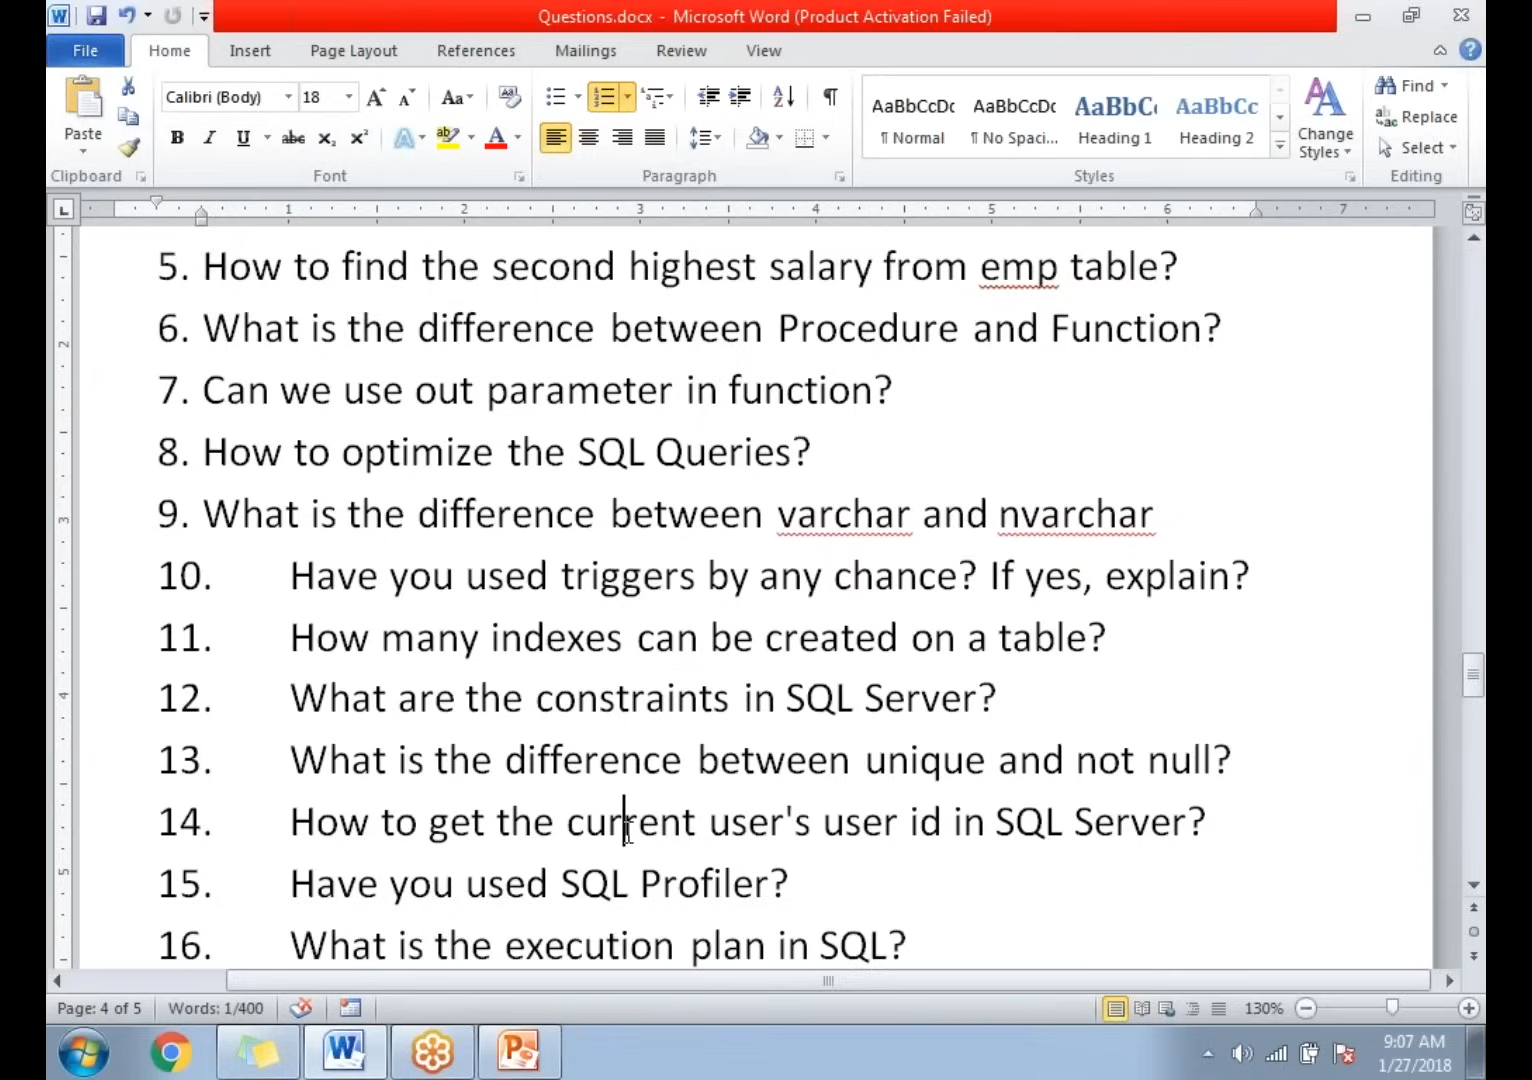 Questions.docx - Microsoft Word (Product Activation Failed)
File Home Insert Page Layout References Mailings Review View
Calibri (Body) 18
Paste
AaBbCcDc AaBbCcDc AaBbC AaBbCc
¶ Normal ¶ No Spaci... Heading 1 Heading 2
Change
Styles
Find
Replace
Select
Clipboard Font Paragraph Styles Editing
1 2 3 4 5 6 7
5. How to find the second highest salary from emp table?
6. What is the difference between Procedure and Function?
7. Can we use out parameter in function?
8. How to optimize the SQL Queries?
9. What is the difference between varchar and nvarchar
10. Have you used triggers by any chance? If yes, explain?
11. How many indexes can be created on a table?
12. What are the constraints in SQL Server?
13. What is the difference between unique and not null?
14. How to get the current user's user id in SQL Server?
15. Have you used SQL Profiler?
16. What is the execution plan in SQL?
Page: 4 of 5 Words: 1/400 130%
9:07 AM
1/27/2018